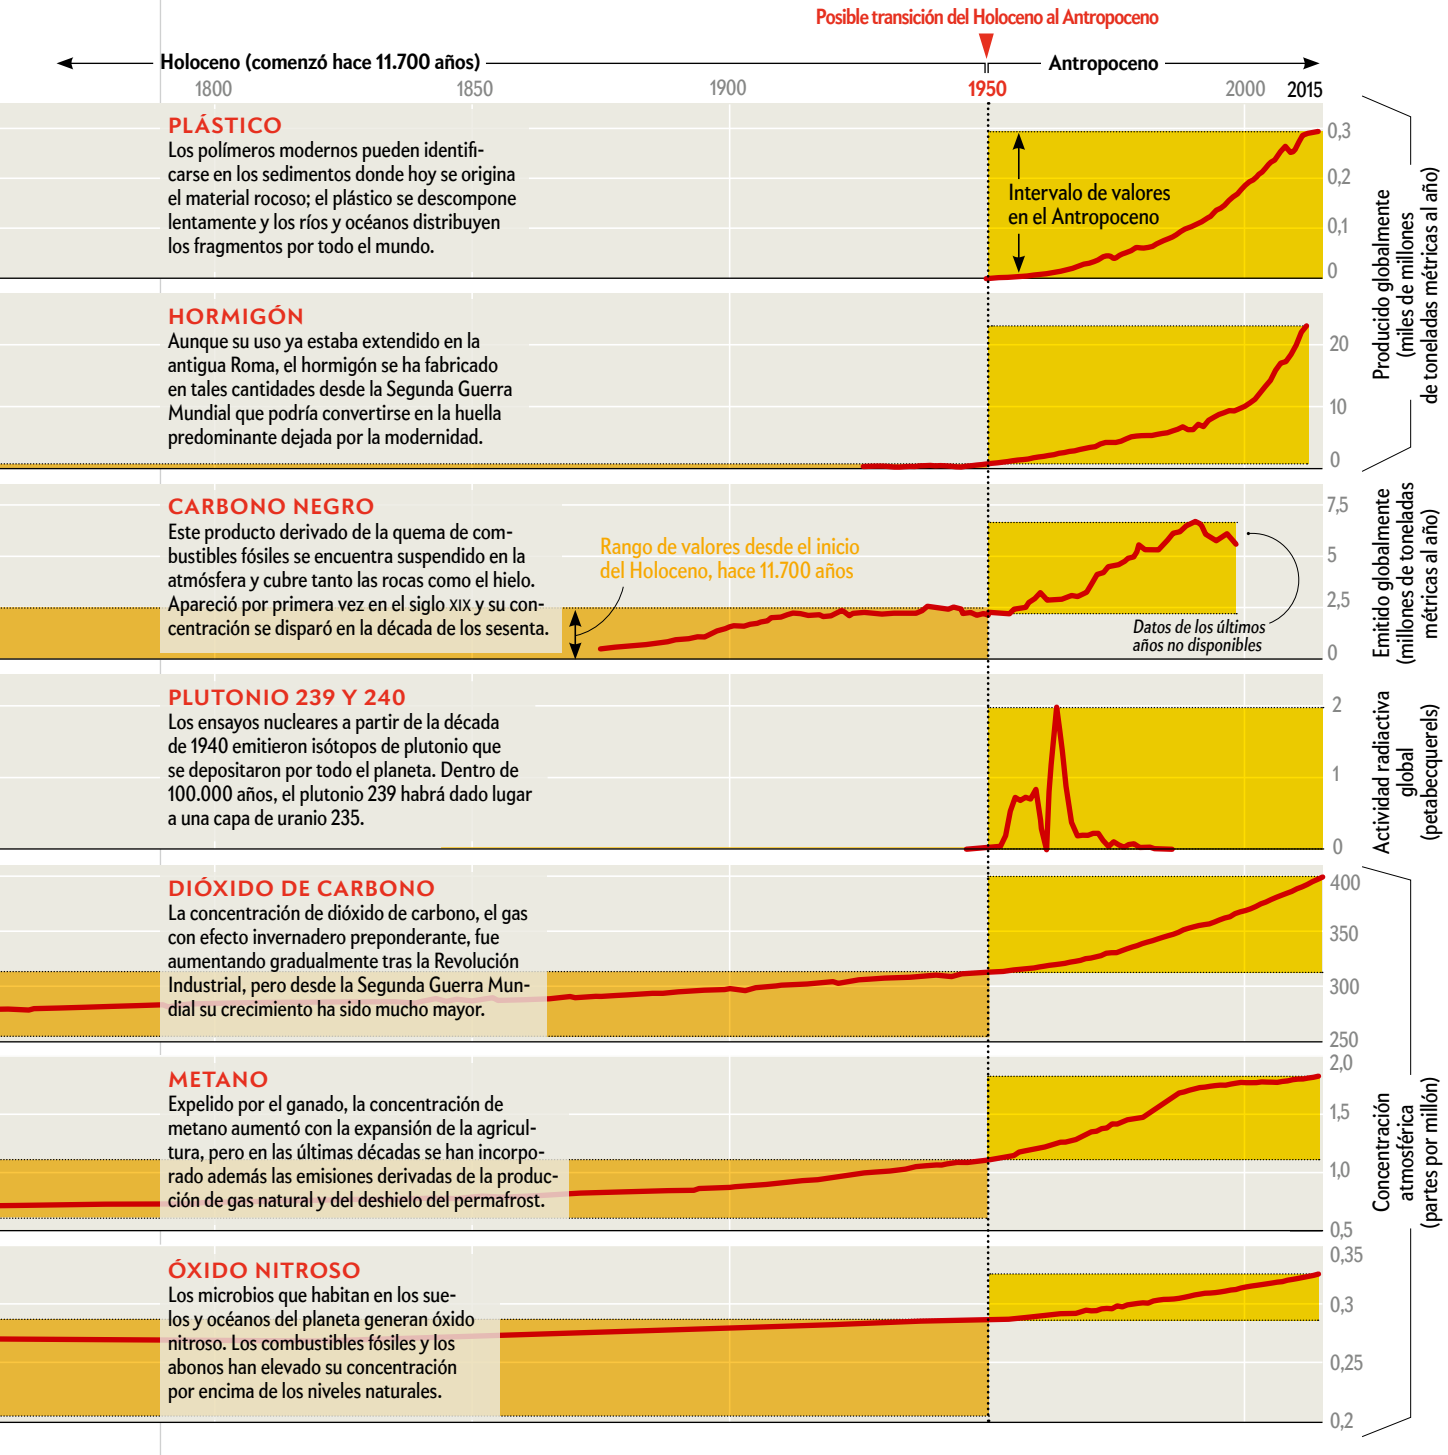 Posible transición del Holoceno al Antropoceno
Holoceno (comenzó hace 11.700 años)
Antropoceno
1800
1850
1900
1950
2000
2015
PLÁSTICO
Los polímeros modernos pueden identifi-
carse en los sedimentos donde hoy se origina
el material rocoso; el plástico se descompone
lentamente y los ríos y océanos distribuyen
los fragmentos por todo el mundo.
Intervalo de valores
en el Antropoceno
0,3
0,2
0,1
0
HORMIGÓN
Aunque su uso ya estaba extendido en la
antigua Roma, el hormigón se ha fabricado
en tales cantidades desde la Segunda Guerra
Mundial que podría convertirse en la huella
predominante dejada por la modernidad.
20
10
0
Producido globalmente
(miles de millones
de toneladas métricas al año)
CARBONO NEGRO
Este producto derivado de la quema de com-
bustibles fósiles se encuentra suspendido en la
atmósfera y cubre tanto las rocas como el hielo.
Apareció por primera vez en el siglo XIX y su con-
centración se disparó en la década de los sesenta.
Rango de valores desde el inicio
del Holoceno, hace 11.700 años
Datos de los últimos
años no disponibles
7,5
5
2,5
0
Emitido globalmente
(millones de toneladas
métricas al año)
PLUTONIO 239 Y 240
Los ensayos nucleares a partir de la década
de 1940 emitieron isótopos de plutonio que
se depositaron por todo el planeta. Dentro de
100.000 años, el plutonio 239 habrá dado lugar
a una capa de uranio 235.
2
1
0
Actividad radiactiva
global
(petabecquerels)
DIÓXIDO DE CARBONO
La concentración de dióxido de carbono, el gas
con efecto invernadero preponderante, fue
aumentando gradualmente tras la Revolución
Industrial, pero desde la Segunda Guerra Mun-
dial su crecimiento ha sido mucho mayor.
400
350
300
250
METANO
Expelido por el ganado, la concentración de
metano aumentó con la expansión de la agricul-
tura, pero en las últimas décadas se han incorpo-
rado además las emisiones derivadas de la produc-
ción de gas natural y del deshielo del permafrost.
2,0
1,5
1,0
0,5
Concentración
atmosférica
(partes por millón)
ÓXIDO NITROSO
Los microbios que habitan en los sue-
los y océanos del planeta generan óxido
nitroso. Los combustibles fósiles y los
abonos han elevado su concentración
por encima de los niveles naturales.
0,35
0,3
0,25
0,2